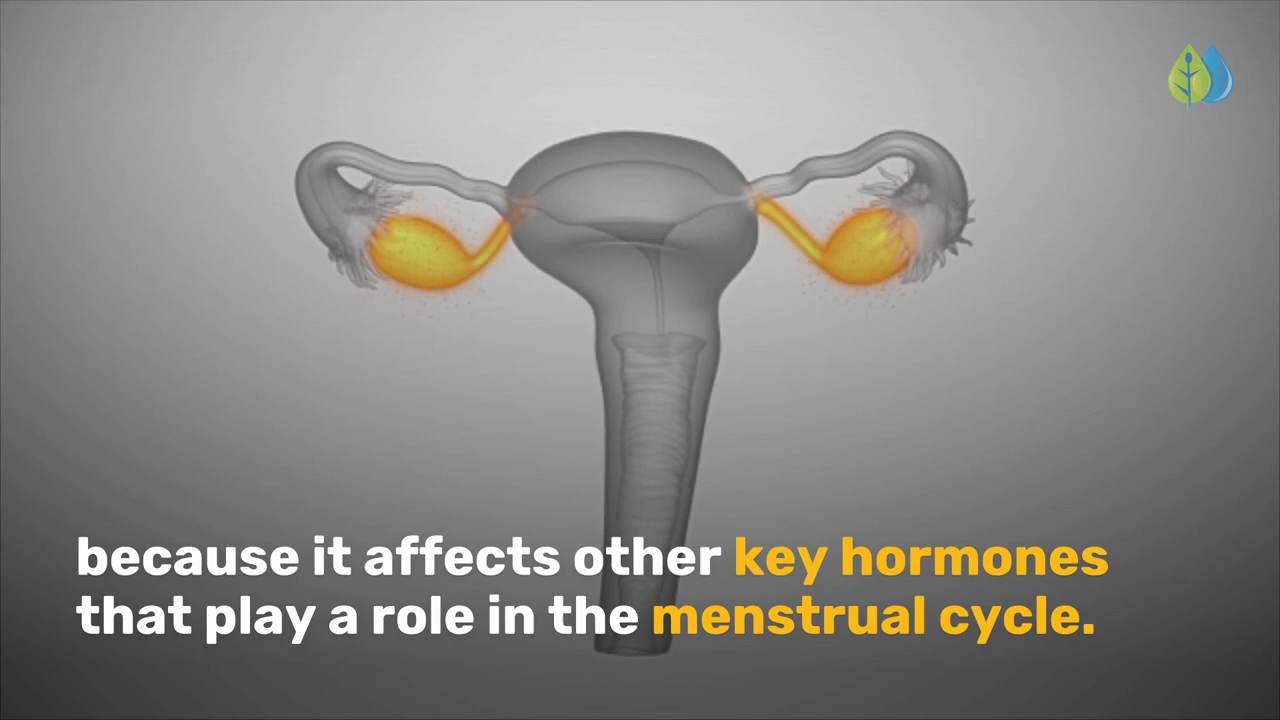 because it affects other key hormones
that play a role in the menstrual cycle.